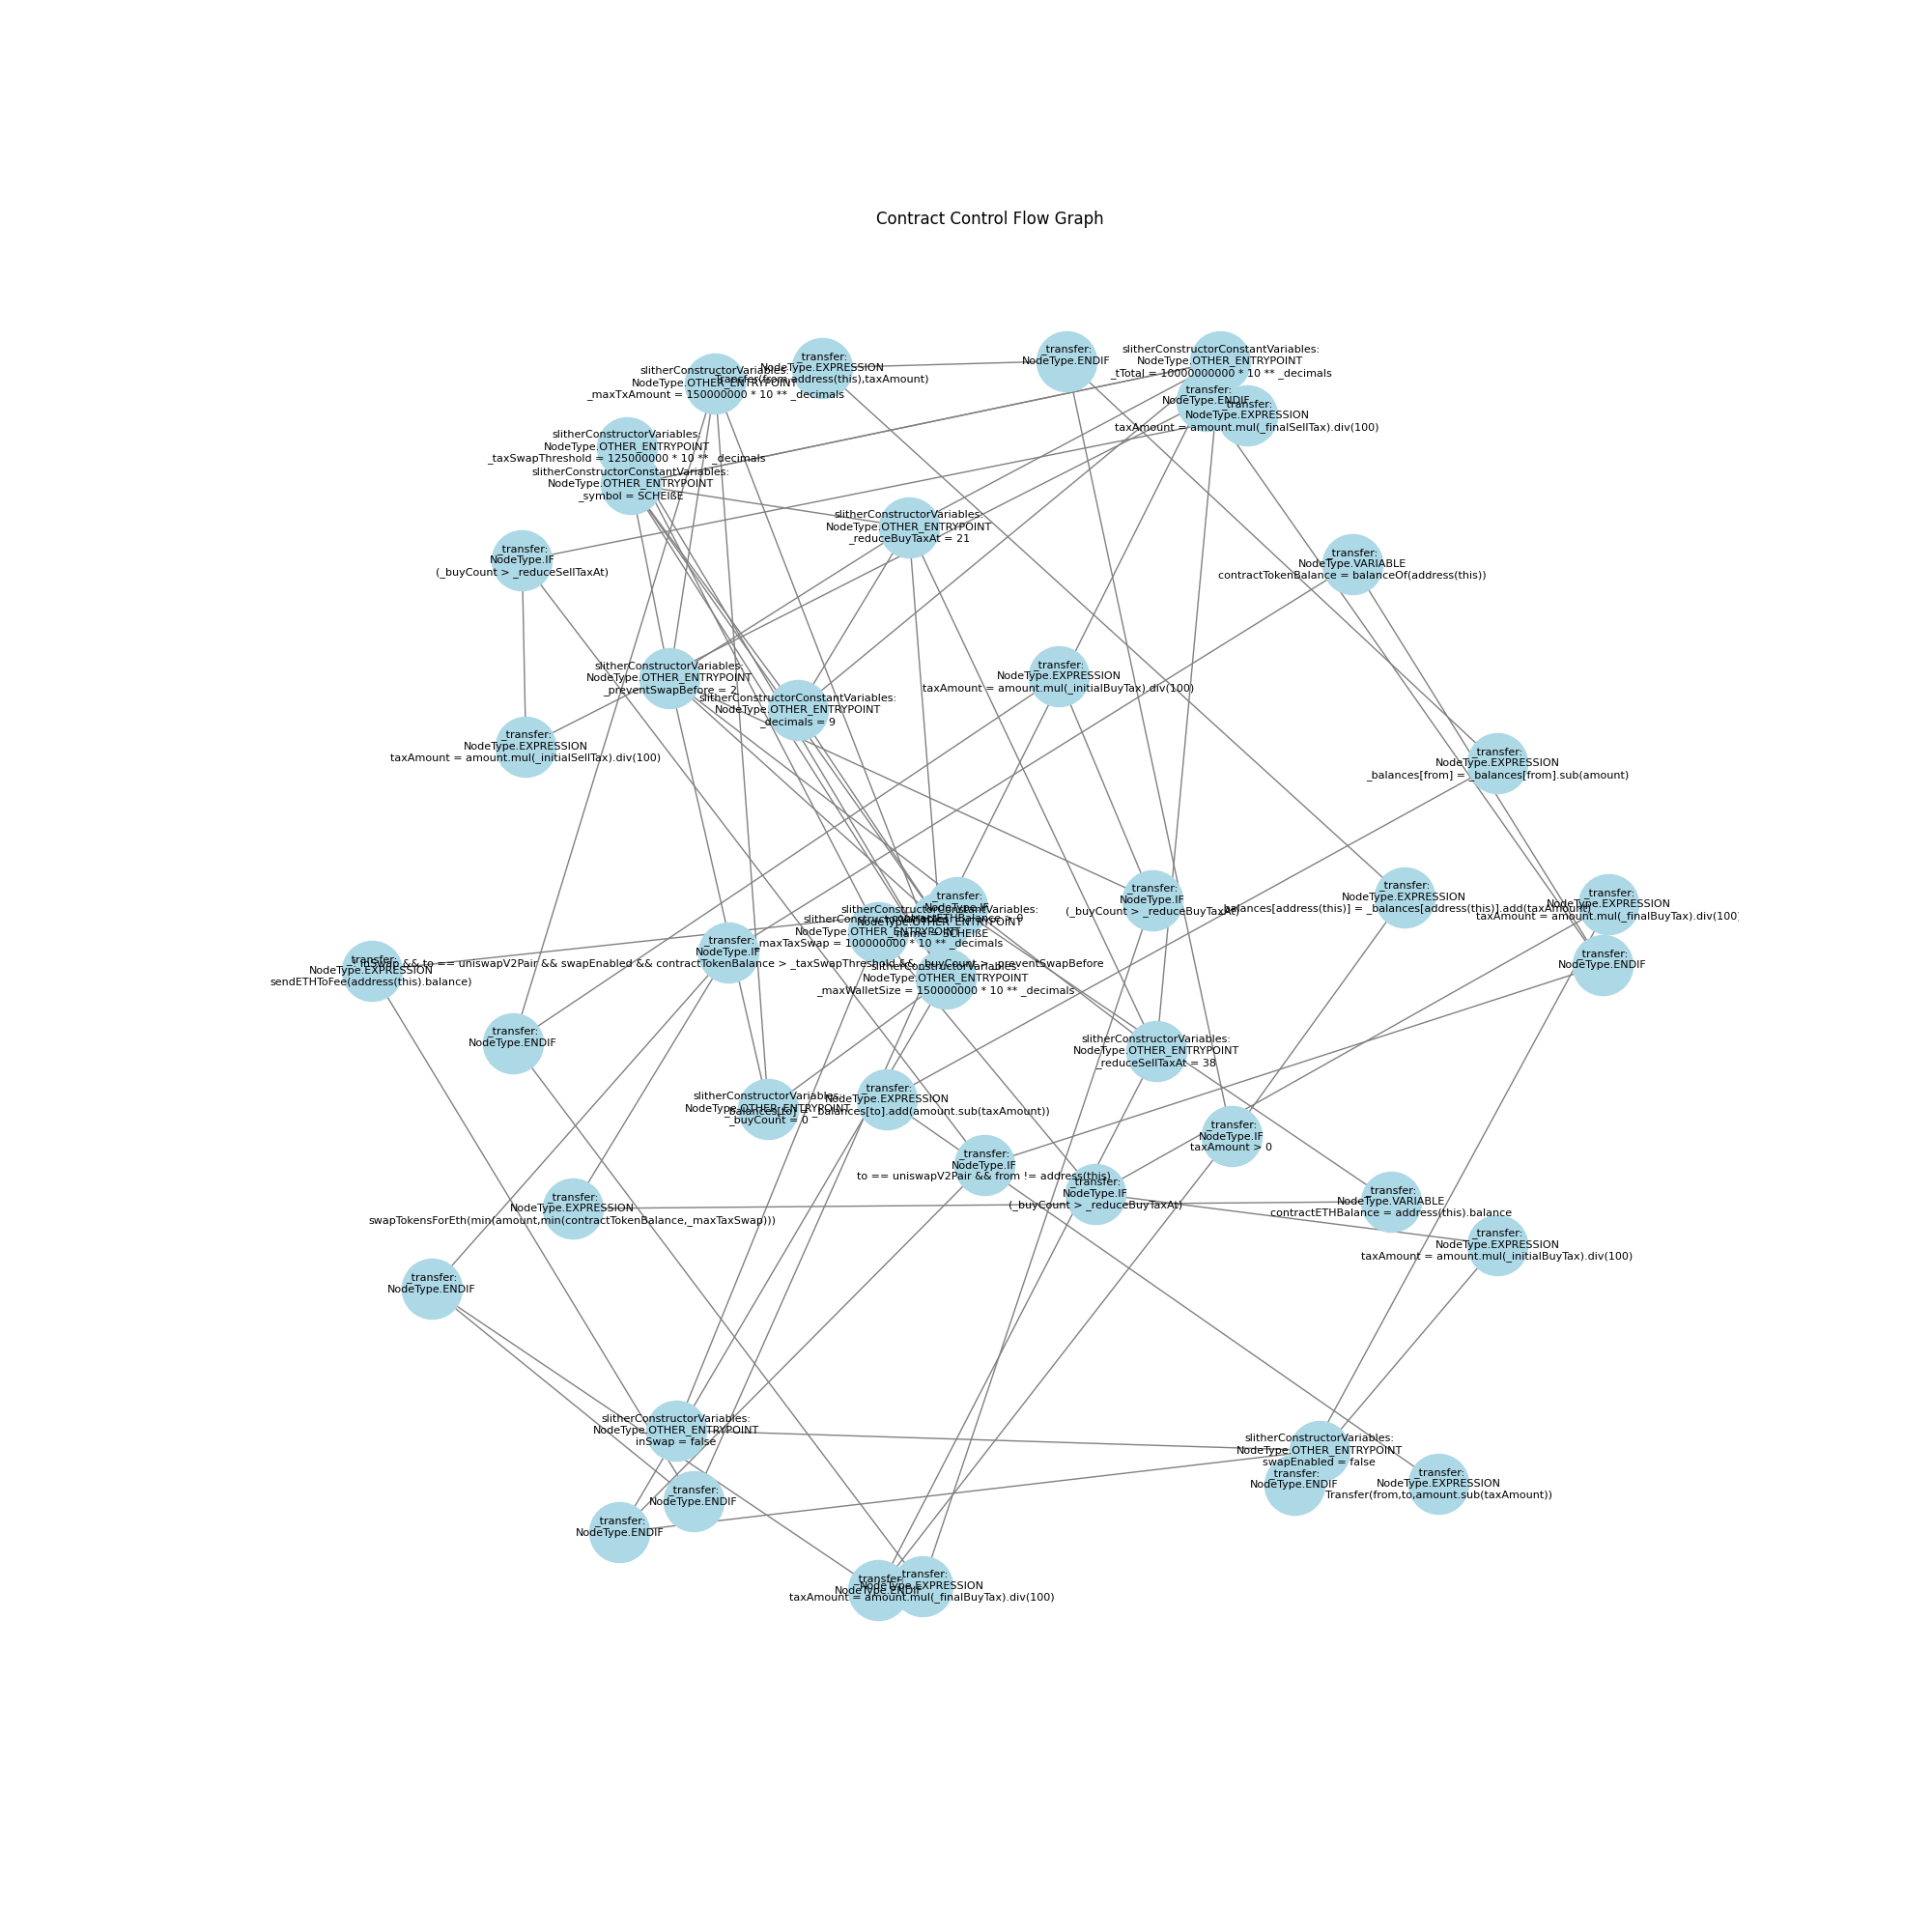 Contract Control Flow Graph
slitherConstructorVariables:
NodeType.OTHER_ENTRYPOINT
_maxTxAmount = 150000000 * 10 ** _decimals
_transfer:
NodeType.EXPRESSION
Transfer(from,address(this),taxAmount)
_transfer:
NodeType.ENDIF
slitherConstructorConstantVariables:
NodeType.OTHER_ENTRYPOINT
_tTotal = 10000000000 * 10 ** _decimals
_transfer:
NodeType.ENDIF
_transfer:
NodeType.EXPRESSION
taxAmount = amount.mul(_finalSellTax).div(100)
slitherConstructorVariables:
NodeType.OTHER_ENTRYPOINT
_taxSwapThreshold = 125000000 * 10 ** _decimals
slitherConstructorConstantVariables:
NodeType.OTHER_ENTRYPOINT
_symbol = SCHEIßE
slitherConstructorVariables:
NodeType.OTHER_ENTRYPOINT
_reduceBuyTaxAt = 21
_transfer:
NodeType.IF
(_buyCount > _reduceSellTaxAt)
_transfer:
NodeType.VARIABLE
contractTokenBalance = balanceOf(address(this))
slitherConstructorVariables:
NodeType.OTHER_ENTRYPOINT
_preventSwapBefore = 2
slitherConstructorConstantVariables:
NodeType.OTHER_ENTRYPOINT
_decimals = 9
_transfer:
NodeType.EXPRESSION
taxAmount = amount.mul(_initialBuyTax).div(100)
_transfer:
NodeType.EXPRESSION
taxAmount = amount.mul(_initialSellTax).div(100)
_transfer:
NodeType.EXPRESSION
_balances[from] = _balances[from].sub(amount)
_transfer:
NodeType.IF
contractETHBalance > 0
slitherConstructorConstantVariables:
NodeType.OTHER_ENTRYPOINT
_name = SCHEIßE
slitherConstructorVariables:
NodeType.OTHER_ENTRYPOINT
_maxTaxSwap = 100000000 * 10 ** _decimals
_transfer:
NodeType.IF
(_buyCount > _reduceBuyTaxAt)
_transfer:
NodeType.EXPRESSION
_balances[address(this)] = _balances[address(this)].add(taxAmount)
_transfer:
NodeType.EXPRESSION
taxAmount = amount.mul(_finalBuyTax).div(100)
_transfer:
NodeType.IF
&& to == uniswapV2Pair && swapEnabled && contractTokenBalance > _taxSwapThreshold && _buyCount > _preventSwapBefore
_transfer:
NodeType.EXPRESSION
sendETHToFee(address(this).balance)
slitherConstructorVariables:
NodeType.OTHER_ENTRYPOINT
_maxWalletSize = 150000000 * 10 ** _decimals
_transfer:
NodeType.ENDIF
_transfer:
NodeType.ENDIF
slitherConstructorVariables:
NodeType.OTHER_ENTRYPOINT
_reduceSellTaxAt = 38
slitherConstructorVariables:
NodeType.OTHER_ENTRYPOINT
_buyCount = 0
_transfer:
NodeType.EXPRESSION
_balances[to] = _balances[to].add(amount.sub(taxAmount))
_transfer:
NodeType.IF
taxAmount > 0
_transfer:
NodeType.IF
to == uniswapV2Pair && from != address(this)
_transfer:
NodeType.IF
(_buyCount > _reduceBuyTaxAt)
_transfer:
NodeType.VARIABLE
contractETHBalance = address(this).balance
_transfer:
NodeType.EXPRESSION
swapTokensForEth(min(amount,min(contractTokenBalance,_maxTaxSwap)))
_transfer:
NodeType.EXPRESSION
taxAmount = amount.mul(_initialBuyTax).div(100)
_transfer:
NodeType.ENDIF
slitherConstructorVariables:
NodeType.OTHER_ENTRYPOINT
inSwap = false
slitherConstructorVariables:
NodeType.OTHER_ENTRYPOINT
swapEnabled = false
_transfer:
NodeType.ENDIF
_transfer:
NodeType.EXPRESSION
Transfer(from,to,amount.sub(taxAmount))
_transfer:
NodeType.ENDIF
_transfer:
NodeType.ENDIF
_transfer:
NodeType.ENDIF
_transfer:
NodeType.EXPRESSION
taxAmount = amount.mul(_finalBuyTax).div(100)